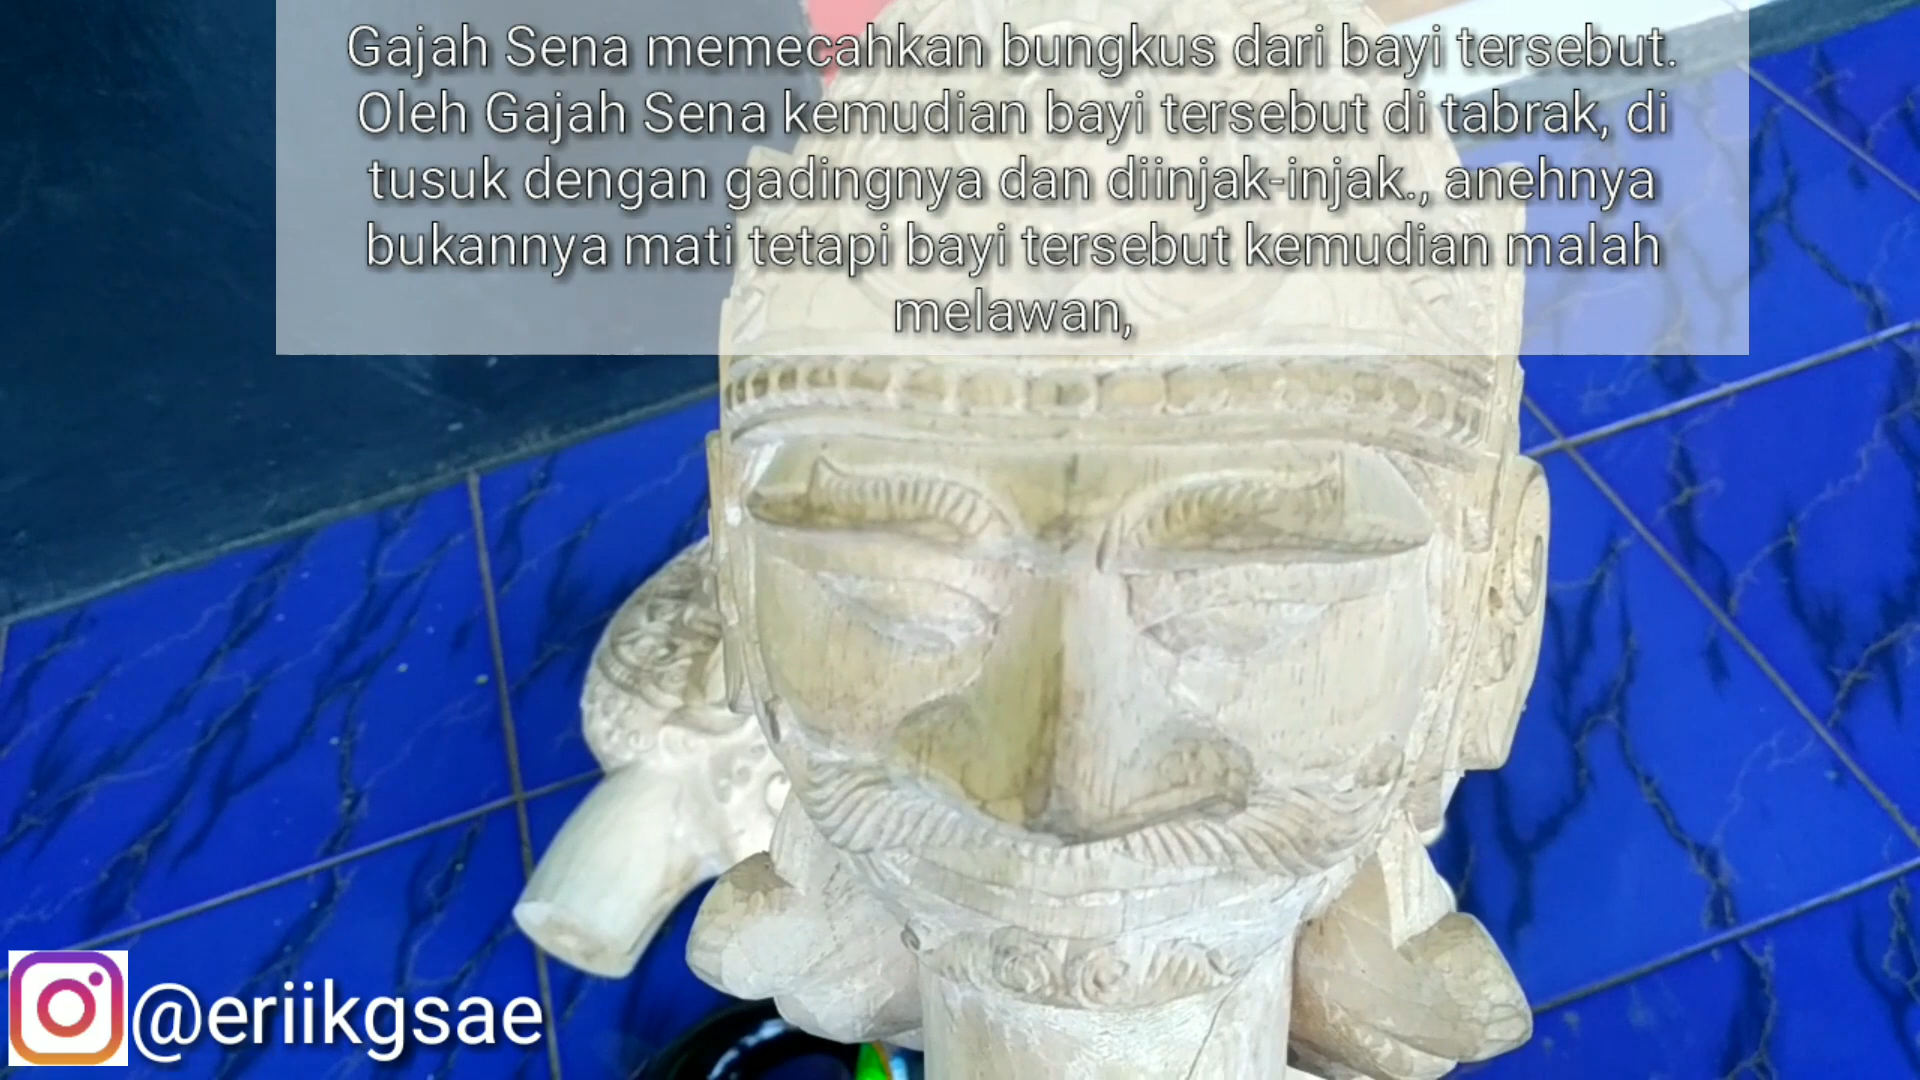 Gajah Sena memecahkan bungkus dari bayi tersebut.
Oleh Gajah Sena kemudian bayi tersebut di tabrak, di
tusuk dengan gadingnya dan diinjak-injak., anehnya
bukannya mati tetapi bayi tersebut kemudian malah
melawan,
@eriikgsae